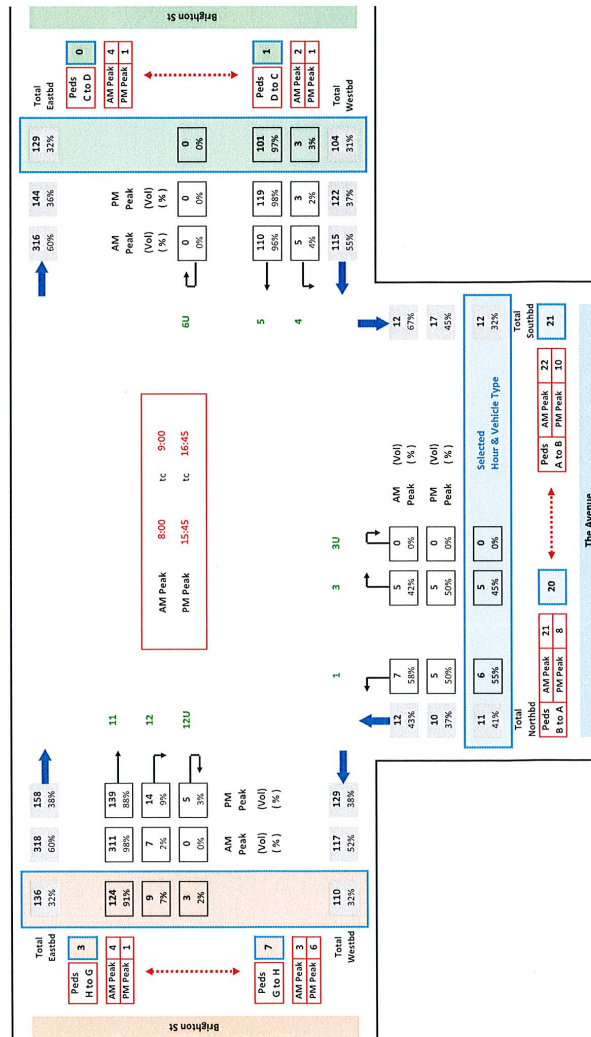 Brighton St
Brighton St
Total
Eastbd
136
32%
318
60%
158
38%
Peds
H to G
3
AM Peak
4
PM Peak
1
124
91%
311
98%
139
88%
11
9
7%
7
2%
14
9%
12
3
2%
0
0%
5
3%
12U
AM
Peak
(Vol)
( % )
PM
Peak
(Vol)
( % )
Peds
G to H
7
AM Peak
3
PM Peak
6
Total
Westbd
110
32%
117
52%
129
38%
AM Peak
8:00
tc
9:00
PM Peak
15:45
tc
16:45
316
60%
144
36%
129
32%
Total
Eastbd
Peds
C to D
0
AM Peak
4
PM Peak
1
AM
Peak
(Vol)
( % )
PM
Peak
(Vol)
( % )
6U
0
0%
0
0%
0
0%
5
110
96%
119
98%
101
97%
4
5
4%
3
2%
3
3%
115
55%
122
37%
104
31%
Total
Westbd
Peds
D to C
1
AM Peak
2
PM Peak
1
1
3
3U
12
43%
7
58%
5
42%
0
0%
AM
Peak
(Vol)
( % )
12
67%
10
37%
5
50%
5
50%
0
0%
PM
Peak
(Vol)
( % )
17
45%
11
41%
6
55%
5
45%
0
0%
Selected
Hour & Vehicle Type
12
32%
Total
Northbd
Total
Southbd
Peds
B to A
AM Peak
21
PM Peak
8
20
Peds
A to B
AM Peak
22
PM Peak
10
21
The Avenue